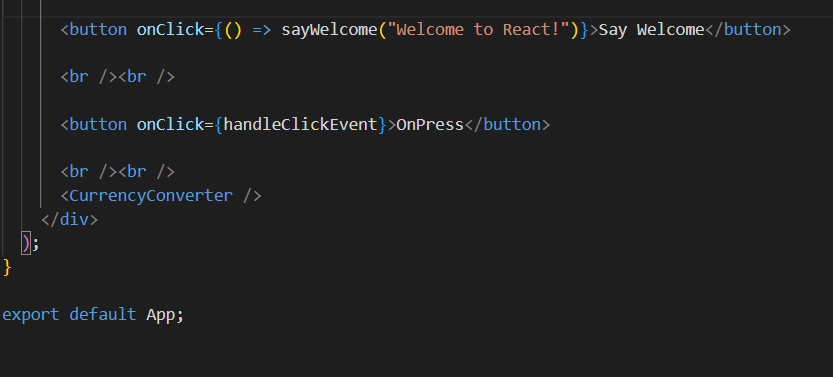 <button onClick={() => sayWelcome("Welcome to React!")}>Say Welcome</button>
<br /><br />
<button onClick={handleClickEvent}>OnPress</button>
<br /><br />
<CurrencyConverter />
</div>
);
}
export default App;